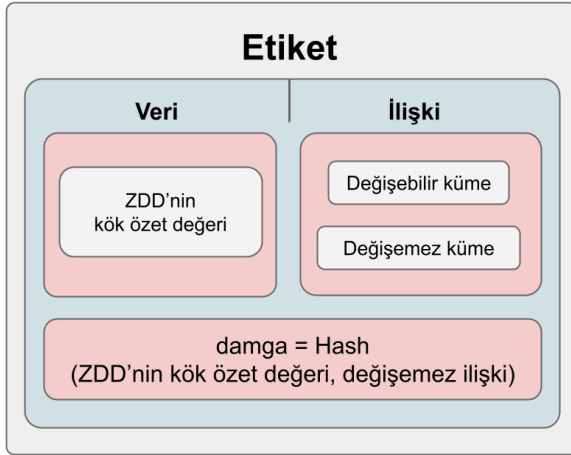 Etiket
Veri
İlişki
ZDD'nin
kök özet değeri
Değişebilir küme
Değişemez küme
damga = Hash
(ZDD'nin kök özet değeri, değişemez ilişki)